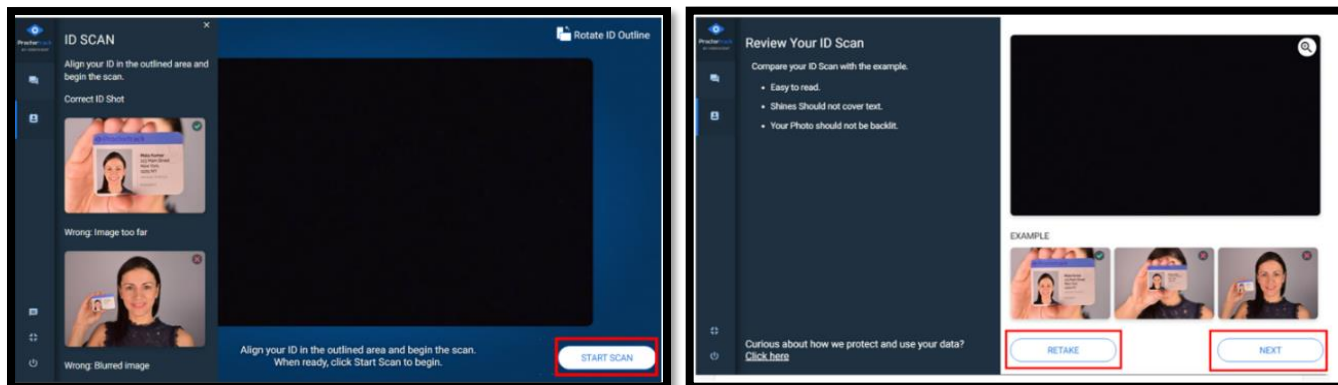 Proctortrack
ID SCAN
×
Rotate ID Outline
Align your ID in the outlined area and
begin the scan.
Correct ID Shot
Proctortrack
Wrong: Image too far
Wrong: Blurred image
Align your ID in the outlined area and begin the scan.
When ready, click Start Scan to begin.
START SCAN
Proctortrack
Review Your ID Scan
Compare your ID Scan with the example.
• Easy to read.
• Shines Should not cover text.
• Your Photo should not be backlit.
EXAMPLE
Curious about how we protect and use your data?
Click here
RETAKE
NEXT